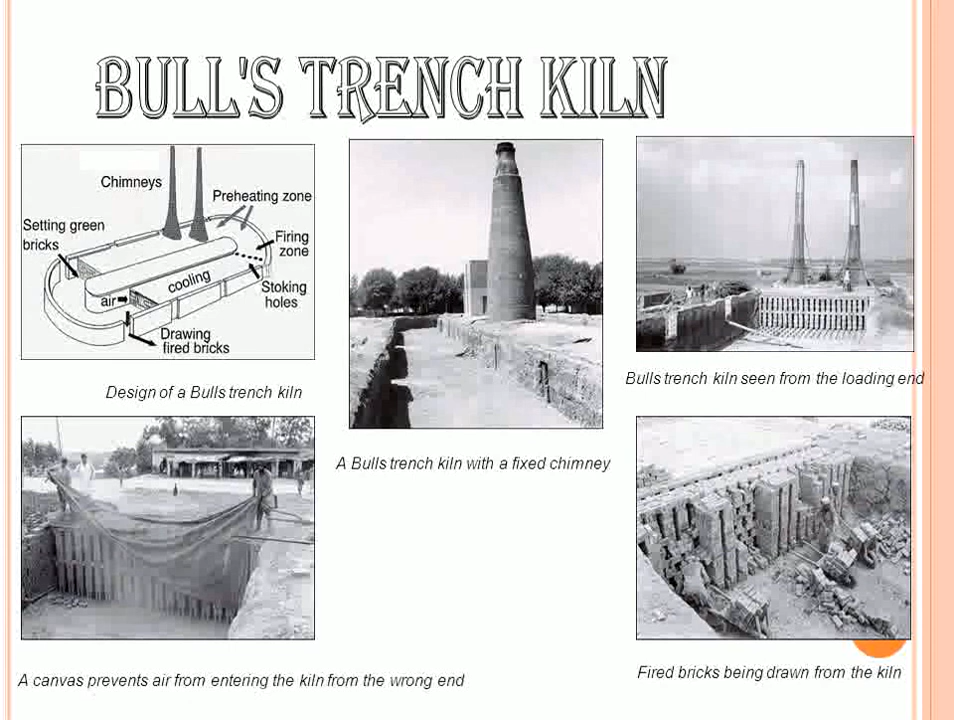 BULL'S TRENCH KILN
Chimneys
Preheating zone
Setting green
bricks
Firing
zone
cooling
Stoking
holes
air
Drawing
fired bricks
Design of a Bulls trench kiln
A Bulls trench kiln with a fixed chimney
Bulls trench kiln seen from the loading end
A canvas prevents air from entering the kiln from the wrong end
Fired bricks being drawn from the kiln